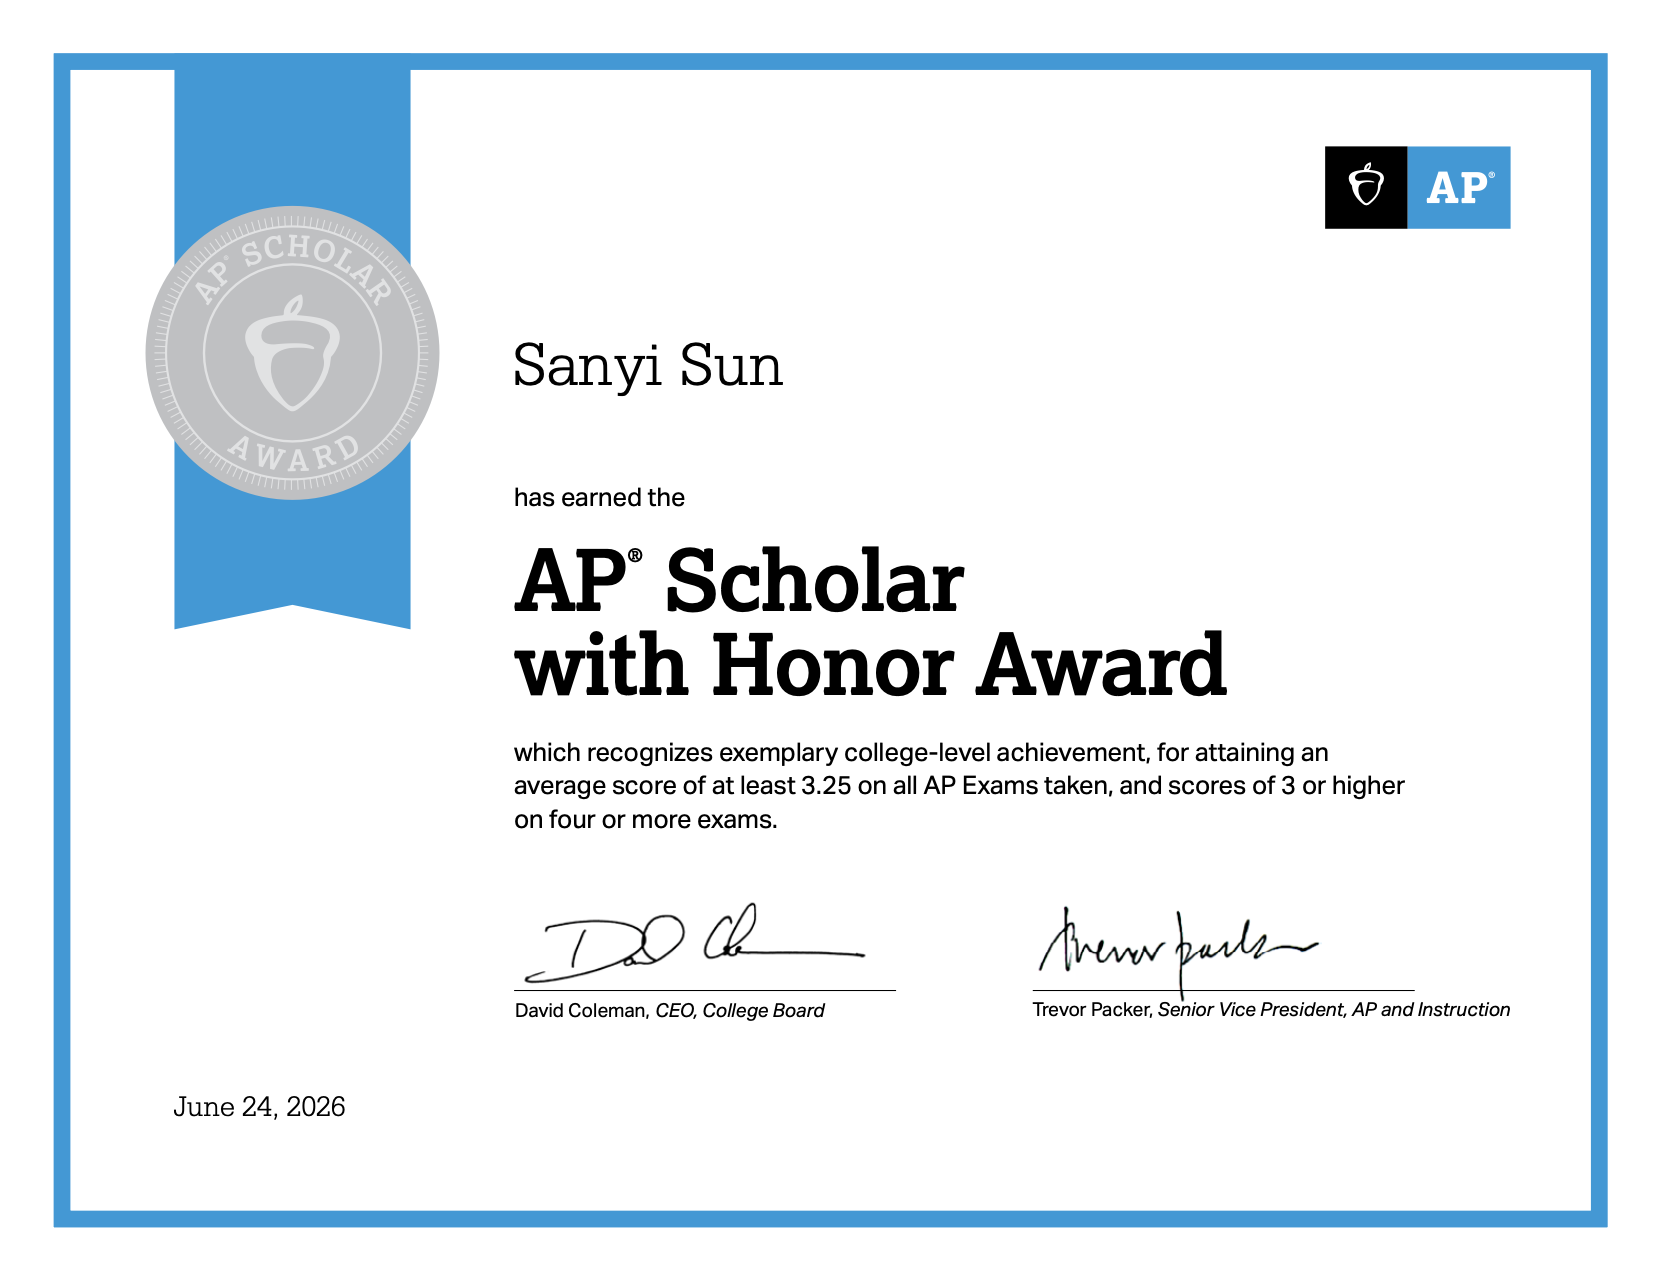 AP® SCHOLAR
AWARD
AP®
Sanyi Sun
has earned the
AP® Scholar
with Honor Award
which recognizes exemplary college-level achievement, for attaining an
average score of at least 3.25 on all AP Exams taken, and scores of 3 or higher
on four or more exams.
David Coleman, CEO, College Board
Trevor Packer, Senior Vice President, AP and Instruction
June 24, 2026